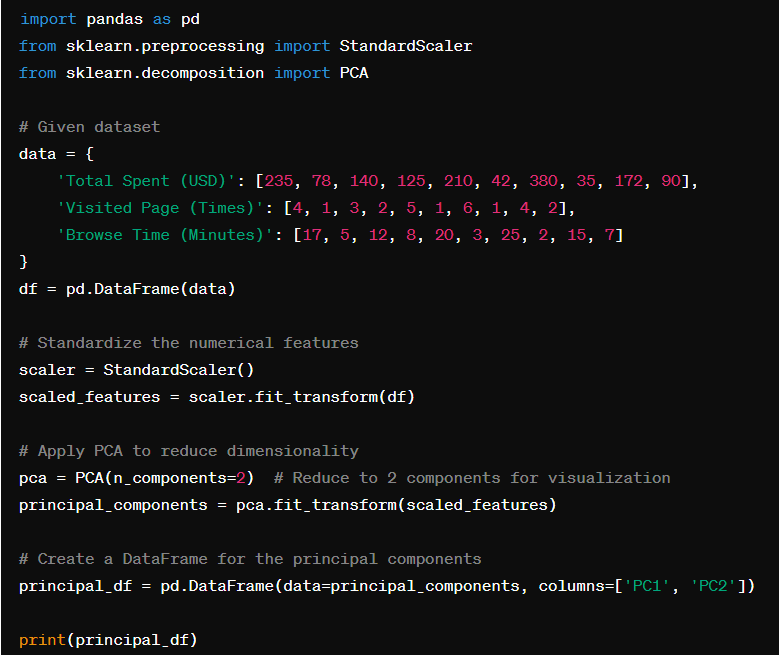 import pandas as pd
from sklearn.preprocessing import StandardScaler
from sklearn.decomposition import PCA
# Given dataset
data = {
    'Total Spent (USD)': [235, 78, 140, 125, 210, 42, 380, 35, 172, 90],
    'Visited Page (Times)': [4, 1, 3, 2, 5, 1, 6, 1, 4, 2],
    'Browse Time (Minutes)': [17, 5, 12, 8, 20, 3, 25, 2, 15, 7]
}
df = pd.DataFrame(data)
# Standardize the numerical features
scaler = StandardScaler()
scaled_features = scaler.fit_transform(df)
# Apply PCA to reduce dimensionality
pca = PCA(n_components=2)  # Reduce to 2 components for visualization
principal_components = pca.fit_transform(scaled_features)
# Create a DataFrame for the principal components
principal_df = pd.DataFrame(data=principal_components, columns=['PC1', 'PC2'])
print(principal_df)